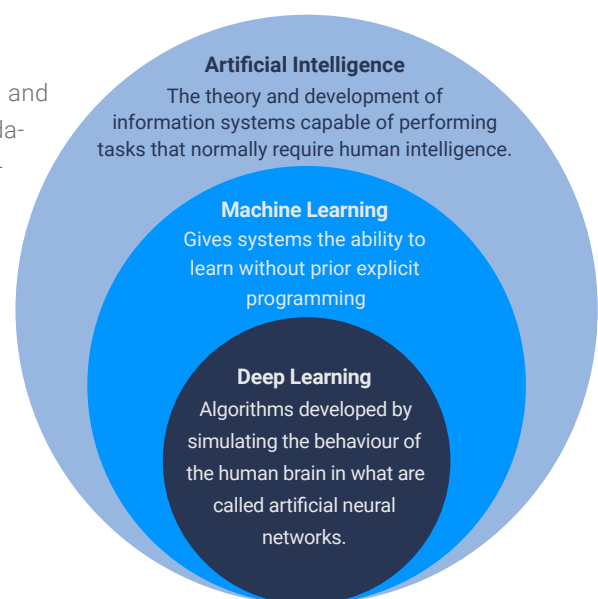 and
da-
-
Artificial Intelligence
The theory and development of
information systems capable of performing
tasks that normally require human intelligence.
Machine Learning
Gives systems the ability to
learn without prior explicit
programming
Deep Learning
Algorithms developed by
simulating the behaviour of
the human brain in what are
called artificial neural
networks.